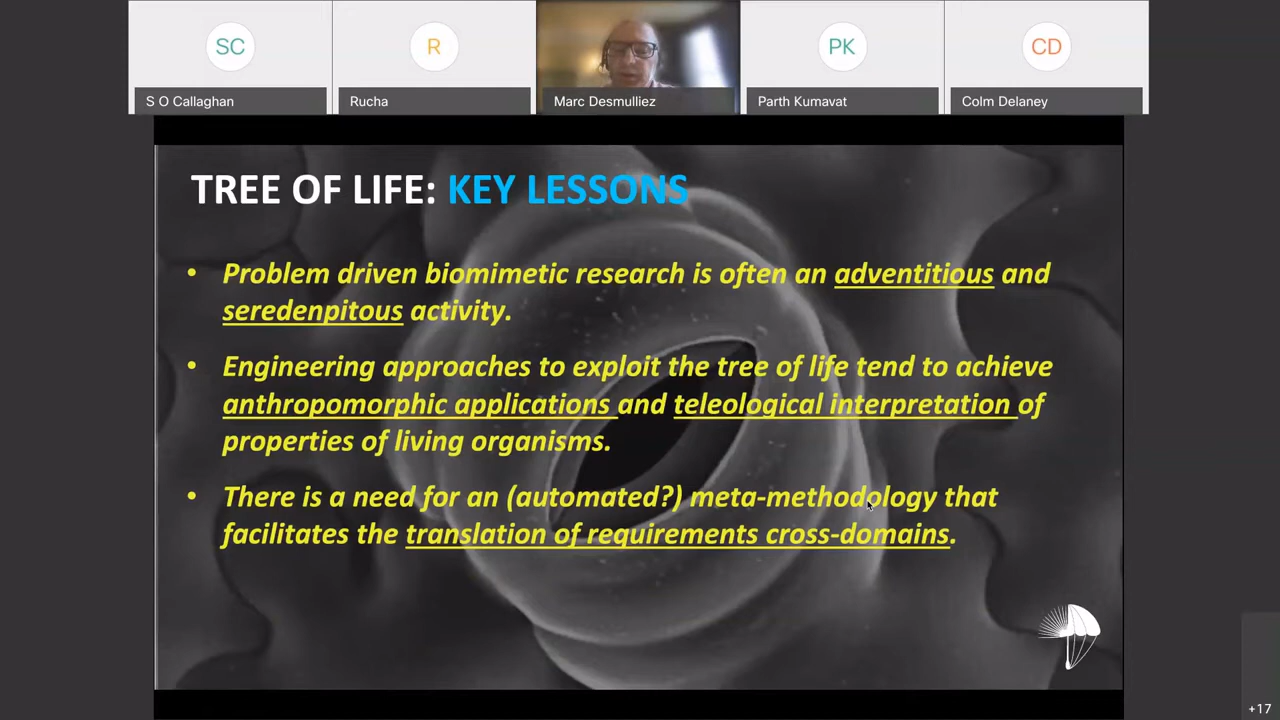 SC
R
PK
CD
S O Callaghan
Rucha
Marc Desmulliez
Parth Kumavat
Colm Delaney
TREE OF LIFE: KEY LESSONS
• Problem driven biomimetic research is often an adventitious and
seredenpitous activity.
• Engineering approaches to exploit the tree of life tend to achieve
anthropomorphic applications and teleological interpretation of
properties of living organisms.
• There is a need for an (automated?) meta-methodology that
facilitates the translation of requirements cross-domains.
+17